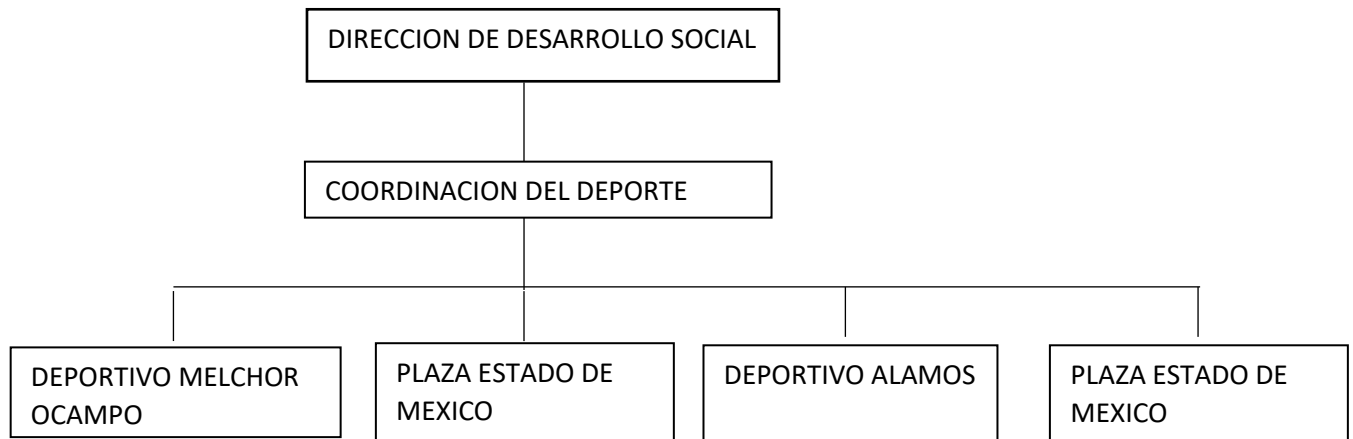 DIRECCION DE DESARROLLO SOCIAL
COORDINACION DEL DEPORTE
DEPORTIVO MELCHOR
OCAMPO
PLAZA ESTADO DE
MEXICO
DEPORTIVO ALAMOS
PLAZA ESTADO DE
MEXICO